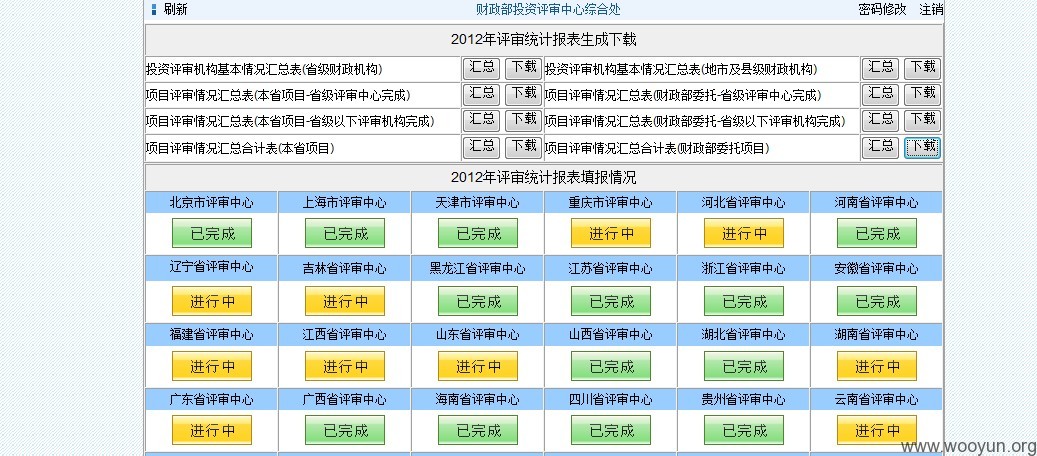 刷新 财政部投资评审中心综合处 密码修改 注销
2012年评审统计报表生成下载
投资评审机构基本情况汇总表(省级财政机构) 汇总 下载 投资评审机构基本情况汇总表(地市及县级财政机构) 汇总 下载
项目评审情况汇总表(本省项目-省级评审中心完成) 汇总 下载 项目评审情况汇总表(财政部委托-省级评审中心完成) 汇总 下载
项目评审情况汇总表(本省项目-省级以下评审机构完成) 汇总 下载 项目评审情况汇总表(财政部委托-省级以下评审机构完成) 汇总 下载
项目评审情况汇总合计表(本省项目) 汇总 下载 项目评审情况汇总合计表(财政部委托项目) 汇总 下载
2012年评审统计报表填报情况
北京市评审中心 上海市评审中心 天津市评审中心 重庆市评审中心 河北省评审中心 河南省评审中心
已完成 已完成 已完成 进行中 进行中 已完成
辽宁省评审中心 吉林省评审中心 黑龙江省评审中心 江苏省评审中心 浙江省评审中心 安徽省评审中心
进行中 进行中 已完成 已完成 已完成 已完成
福建省评审中心 江西省评审中心 山东省评审中心 山西省评审中心 湖北省评审中心 湖南省评审中心
进行中 进行中 进行中 已完成 已完成 进行中
广东省评审中心 广西省评审中心 海南省评审中心 四川省评审中心 贵州省评审中心 云南省评审中心
进行中 已完成 已完成 已完成 已完成 进行中
www.wooyun.org